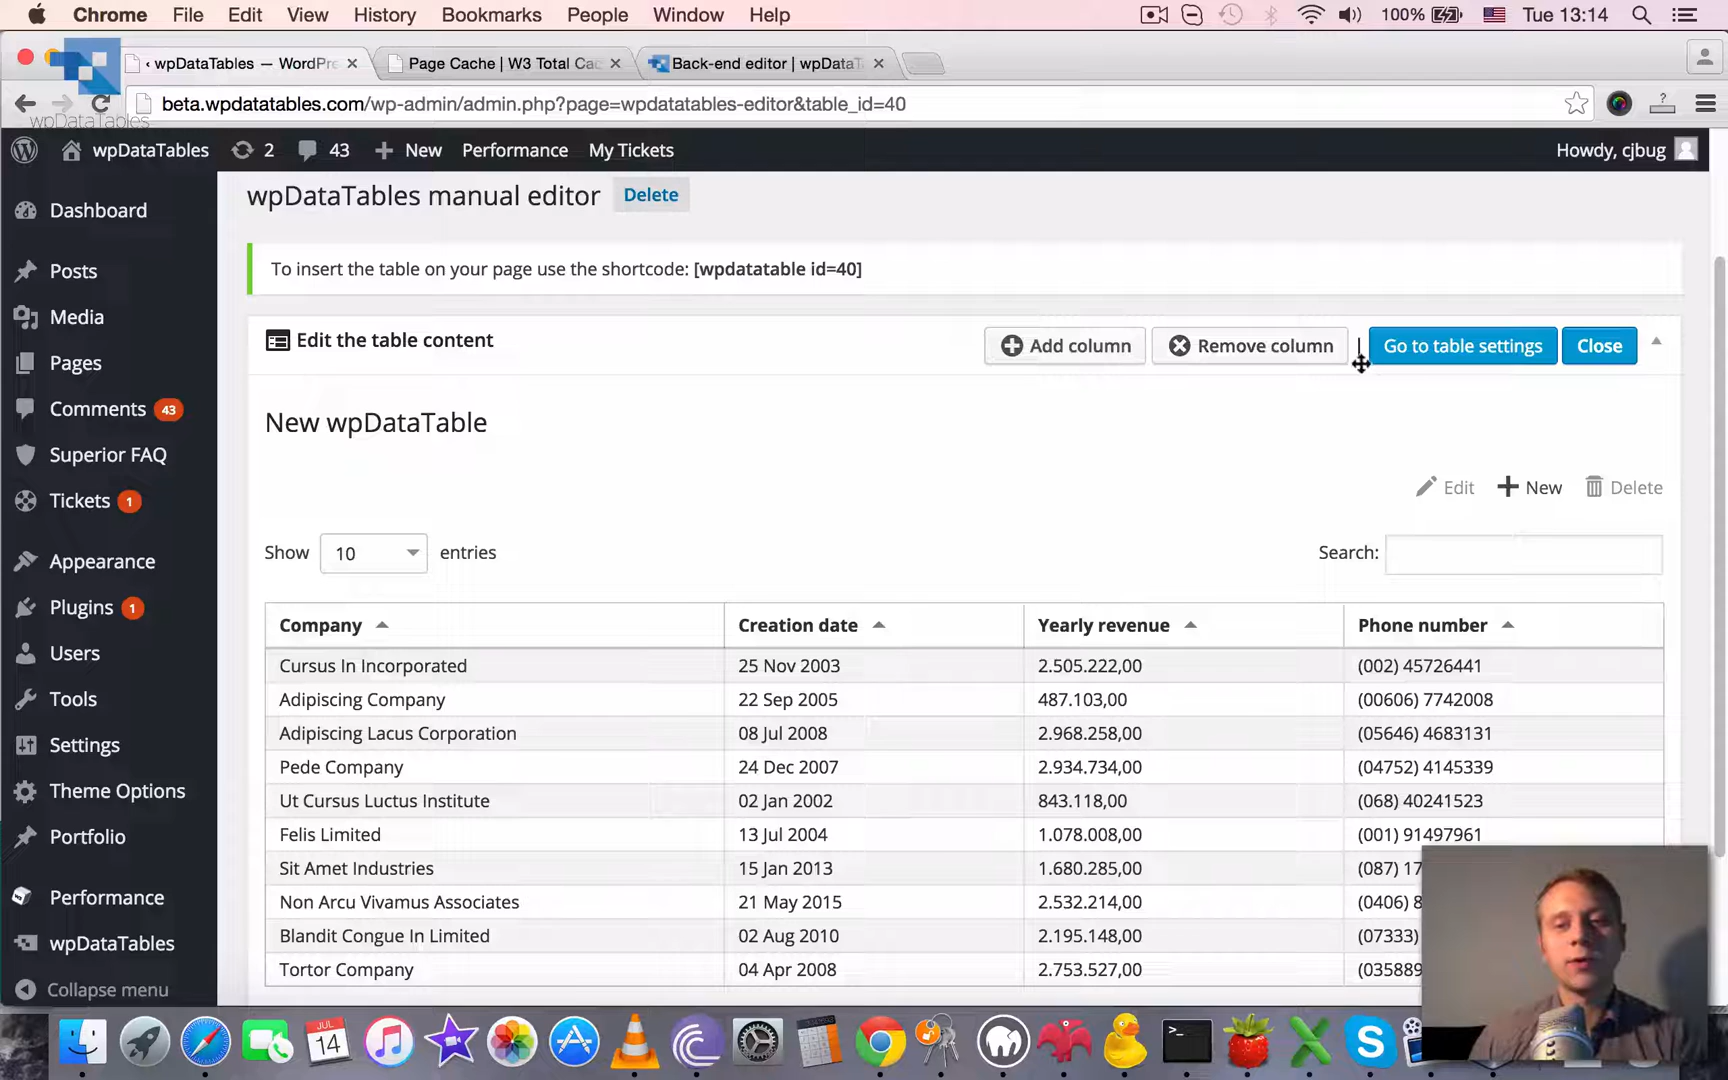 Chrome File Edit View History Bookmarks People Window Help 100% Tue 13:14
‹ wpDataTables — WordPre
Page Cache | W3 Total Cac
Back-end editor | wpDataT
beta.wpdatatables.com/wp-admin/admin.php?page=wpdatatables-editor&table_id=40
wpDataTables
wpDataTables 2 43 New Performance My Tickets Howdy, cjbug
Dashboard
Posts
Media
Pages
Comments 43
Superior FAQ
Tickets 1
Appearance
Plugins 1
Users
Tools
Settings
Theme Options
Portfolio
Performance
wpDataTables
Collapse menu
wpDataTables manual editor Delete
To insert the table on your page use the shortcode: [wpdatatable id=40]
Edit the table content Add column Remove column | Go to table settings Close
New wpDataTable
Edit New Delete
Show 10 entries Search:
Company Creation date Yearly revenue Phone number
Cursus In Incorporated 25 Nov 2003 2.505.222,00 (002) 45726441
Adipiscing Company 22 Sep 2005 487.103,00 (00606) 7742008
Adipiscing Lacus Corporation 08 Jul 2008 2.968.258,00 (05646) 4683131
Pede Company 24 Dec 2007 2.934.734,00 (04752) 4145339
Ut Cursus Luctus Institute 02 Jan 2002 843.118,00 (068) 40241523
Felis Limited 13 Jul 2004 1.078.008,00 (001) 91497961
Sit Amet Industries 15 Jan 2013 1.680.285,00 (087) 17
Non Arcu Vivamus Associates 21 May 2015 2.532.214,00 (0406) 8
Blandit Congue In Limited 02 Aug 2010 2.195.148,00 (07333)
Tortor Company 04 Apr 2008 2.753.527,00 (035889
JUL
14